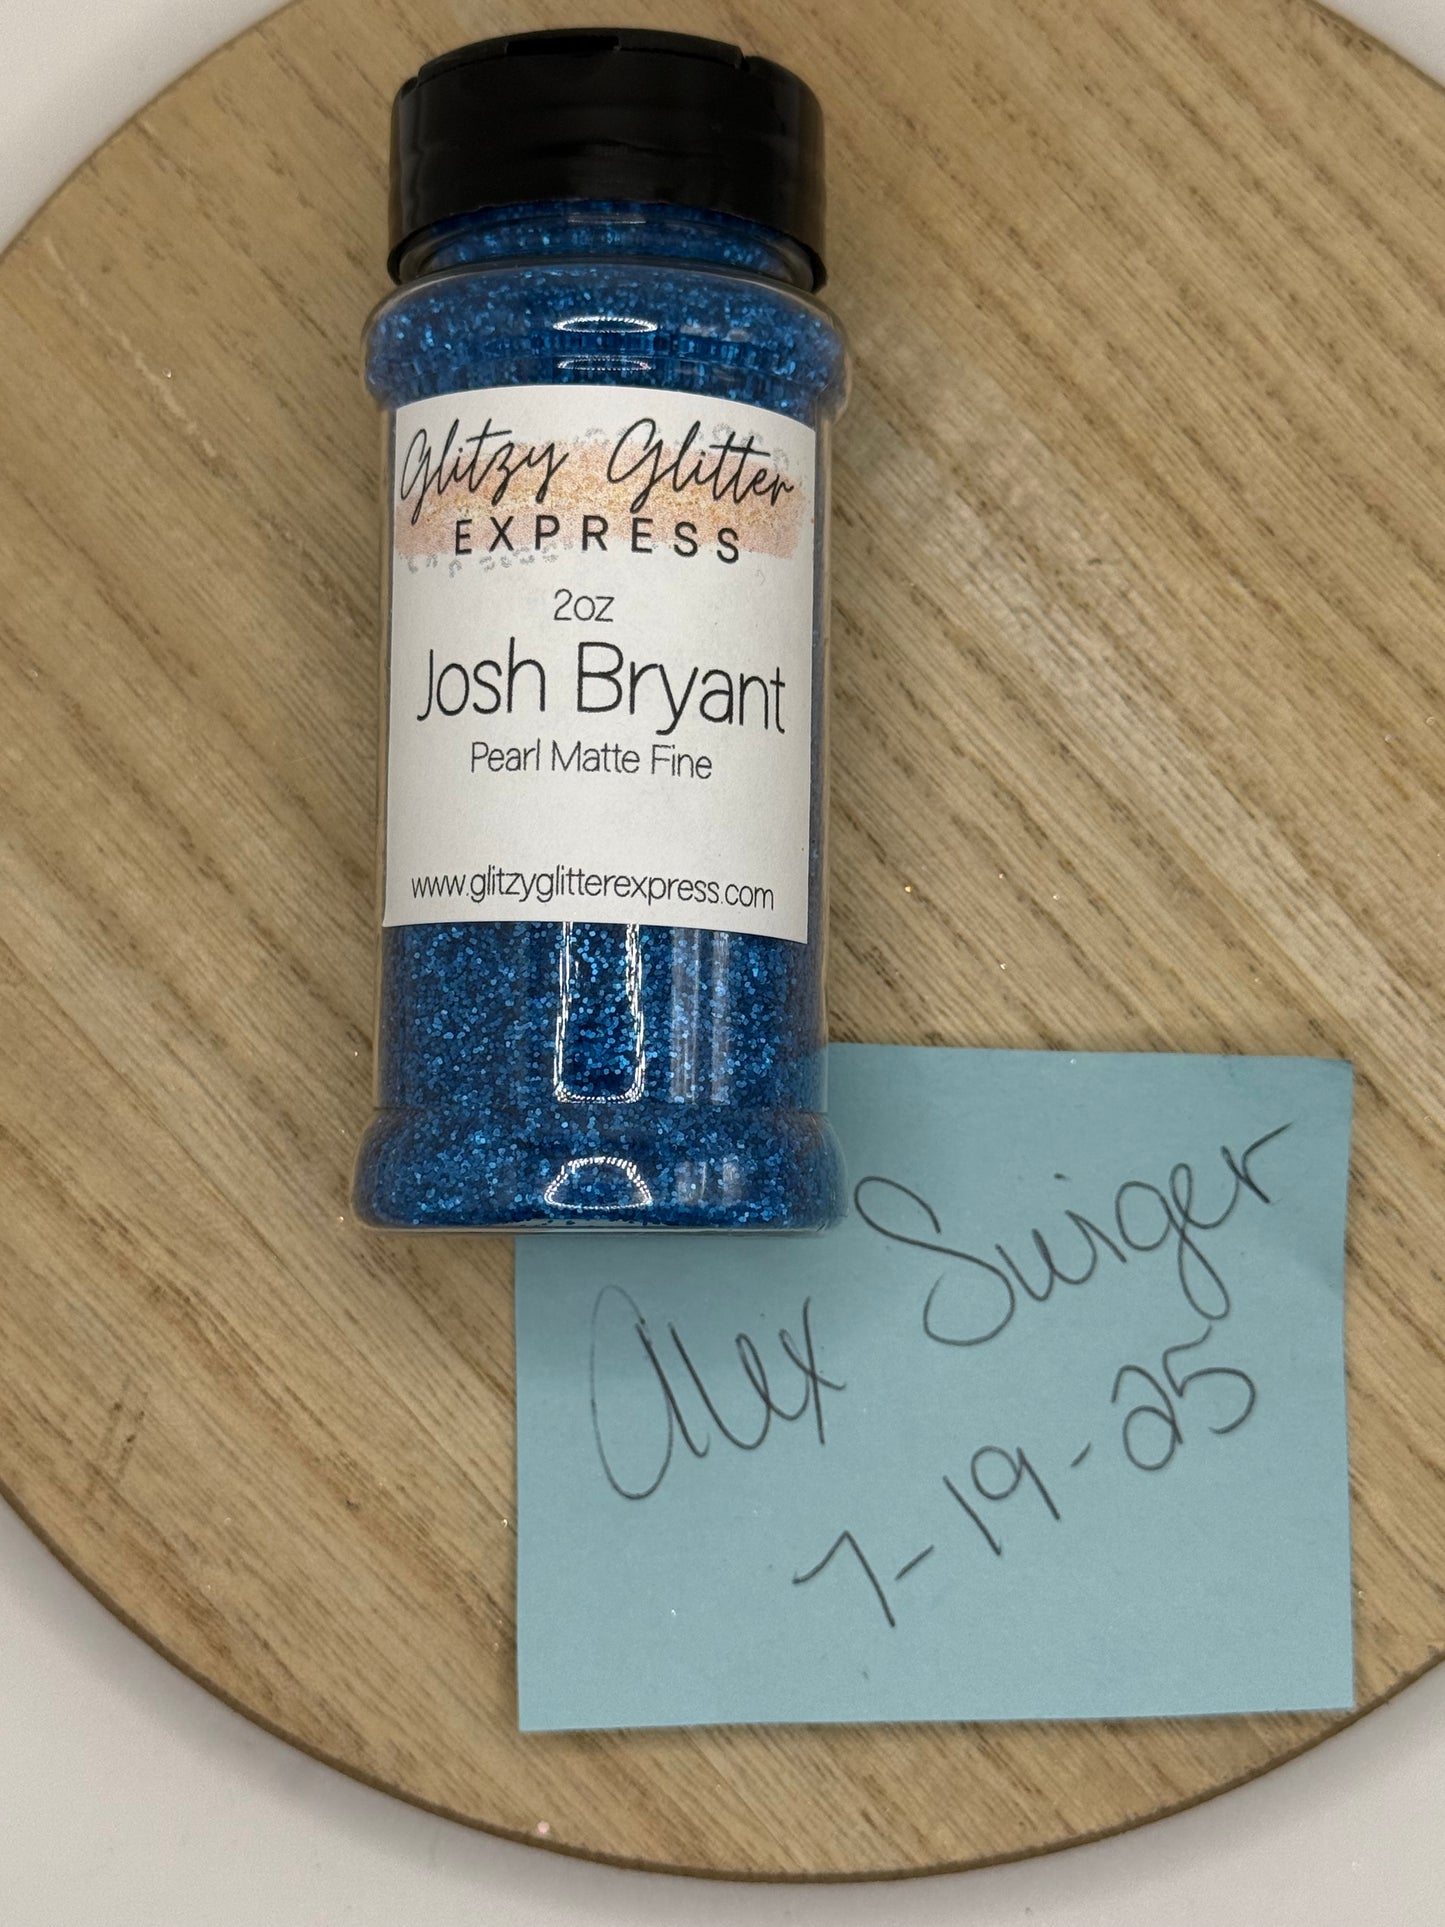 Glitzy Glitter
EXPRESS
2oz
Josh Bryant
Pearl Matte Fine
www.glitzyglitterexpress.com
Alex Swiger
7-19-25